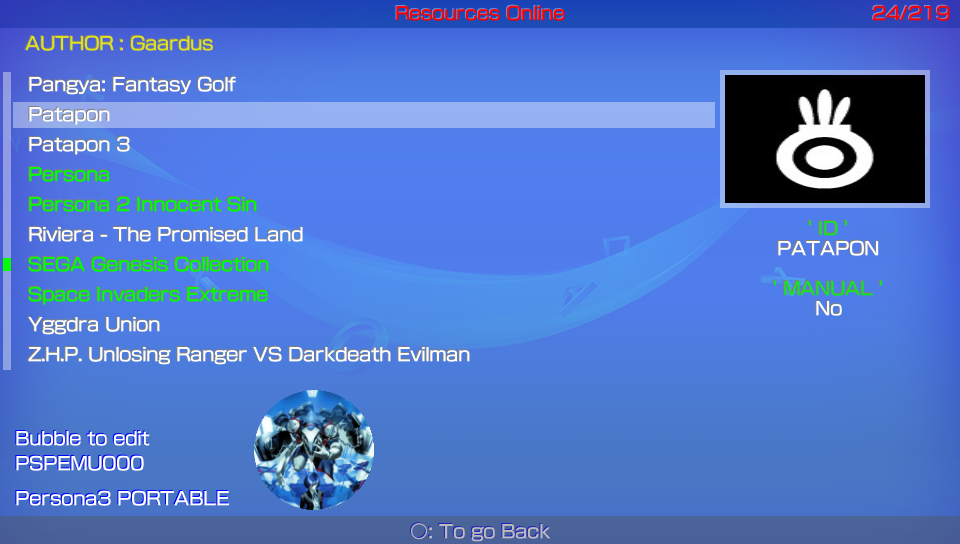 Resources Online
24/219
AUTHOR : Gaardus
Pangya: Fantasy Golf
Patapon
Patapon 3
Persona
Persona 2 Innocent Sin
Riviera - The Promised Land
SEGA Genesis Collection
Space Invaders Extreme
Yggdra Union
Z.H.P. Unlosing Ranger VS Darkdeath Evilman
' ID '
PATAPON
' MANUAL '
No
Bubble to edit
PSPEMU000
Persona3 PORTABLE
○: To go Back